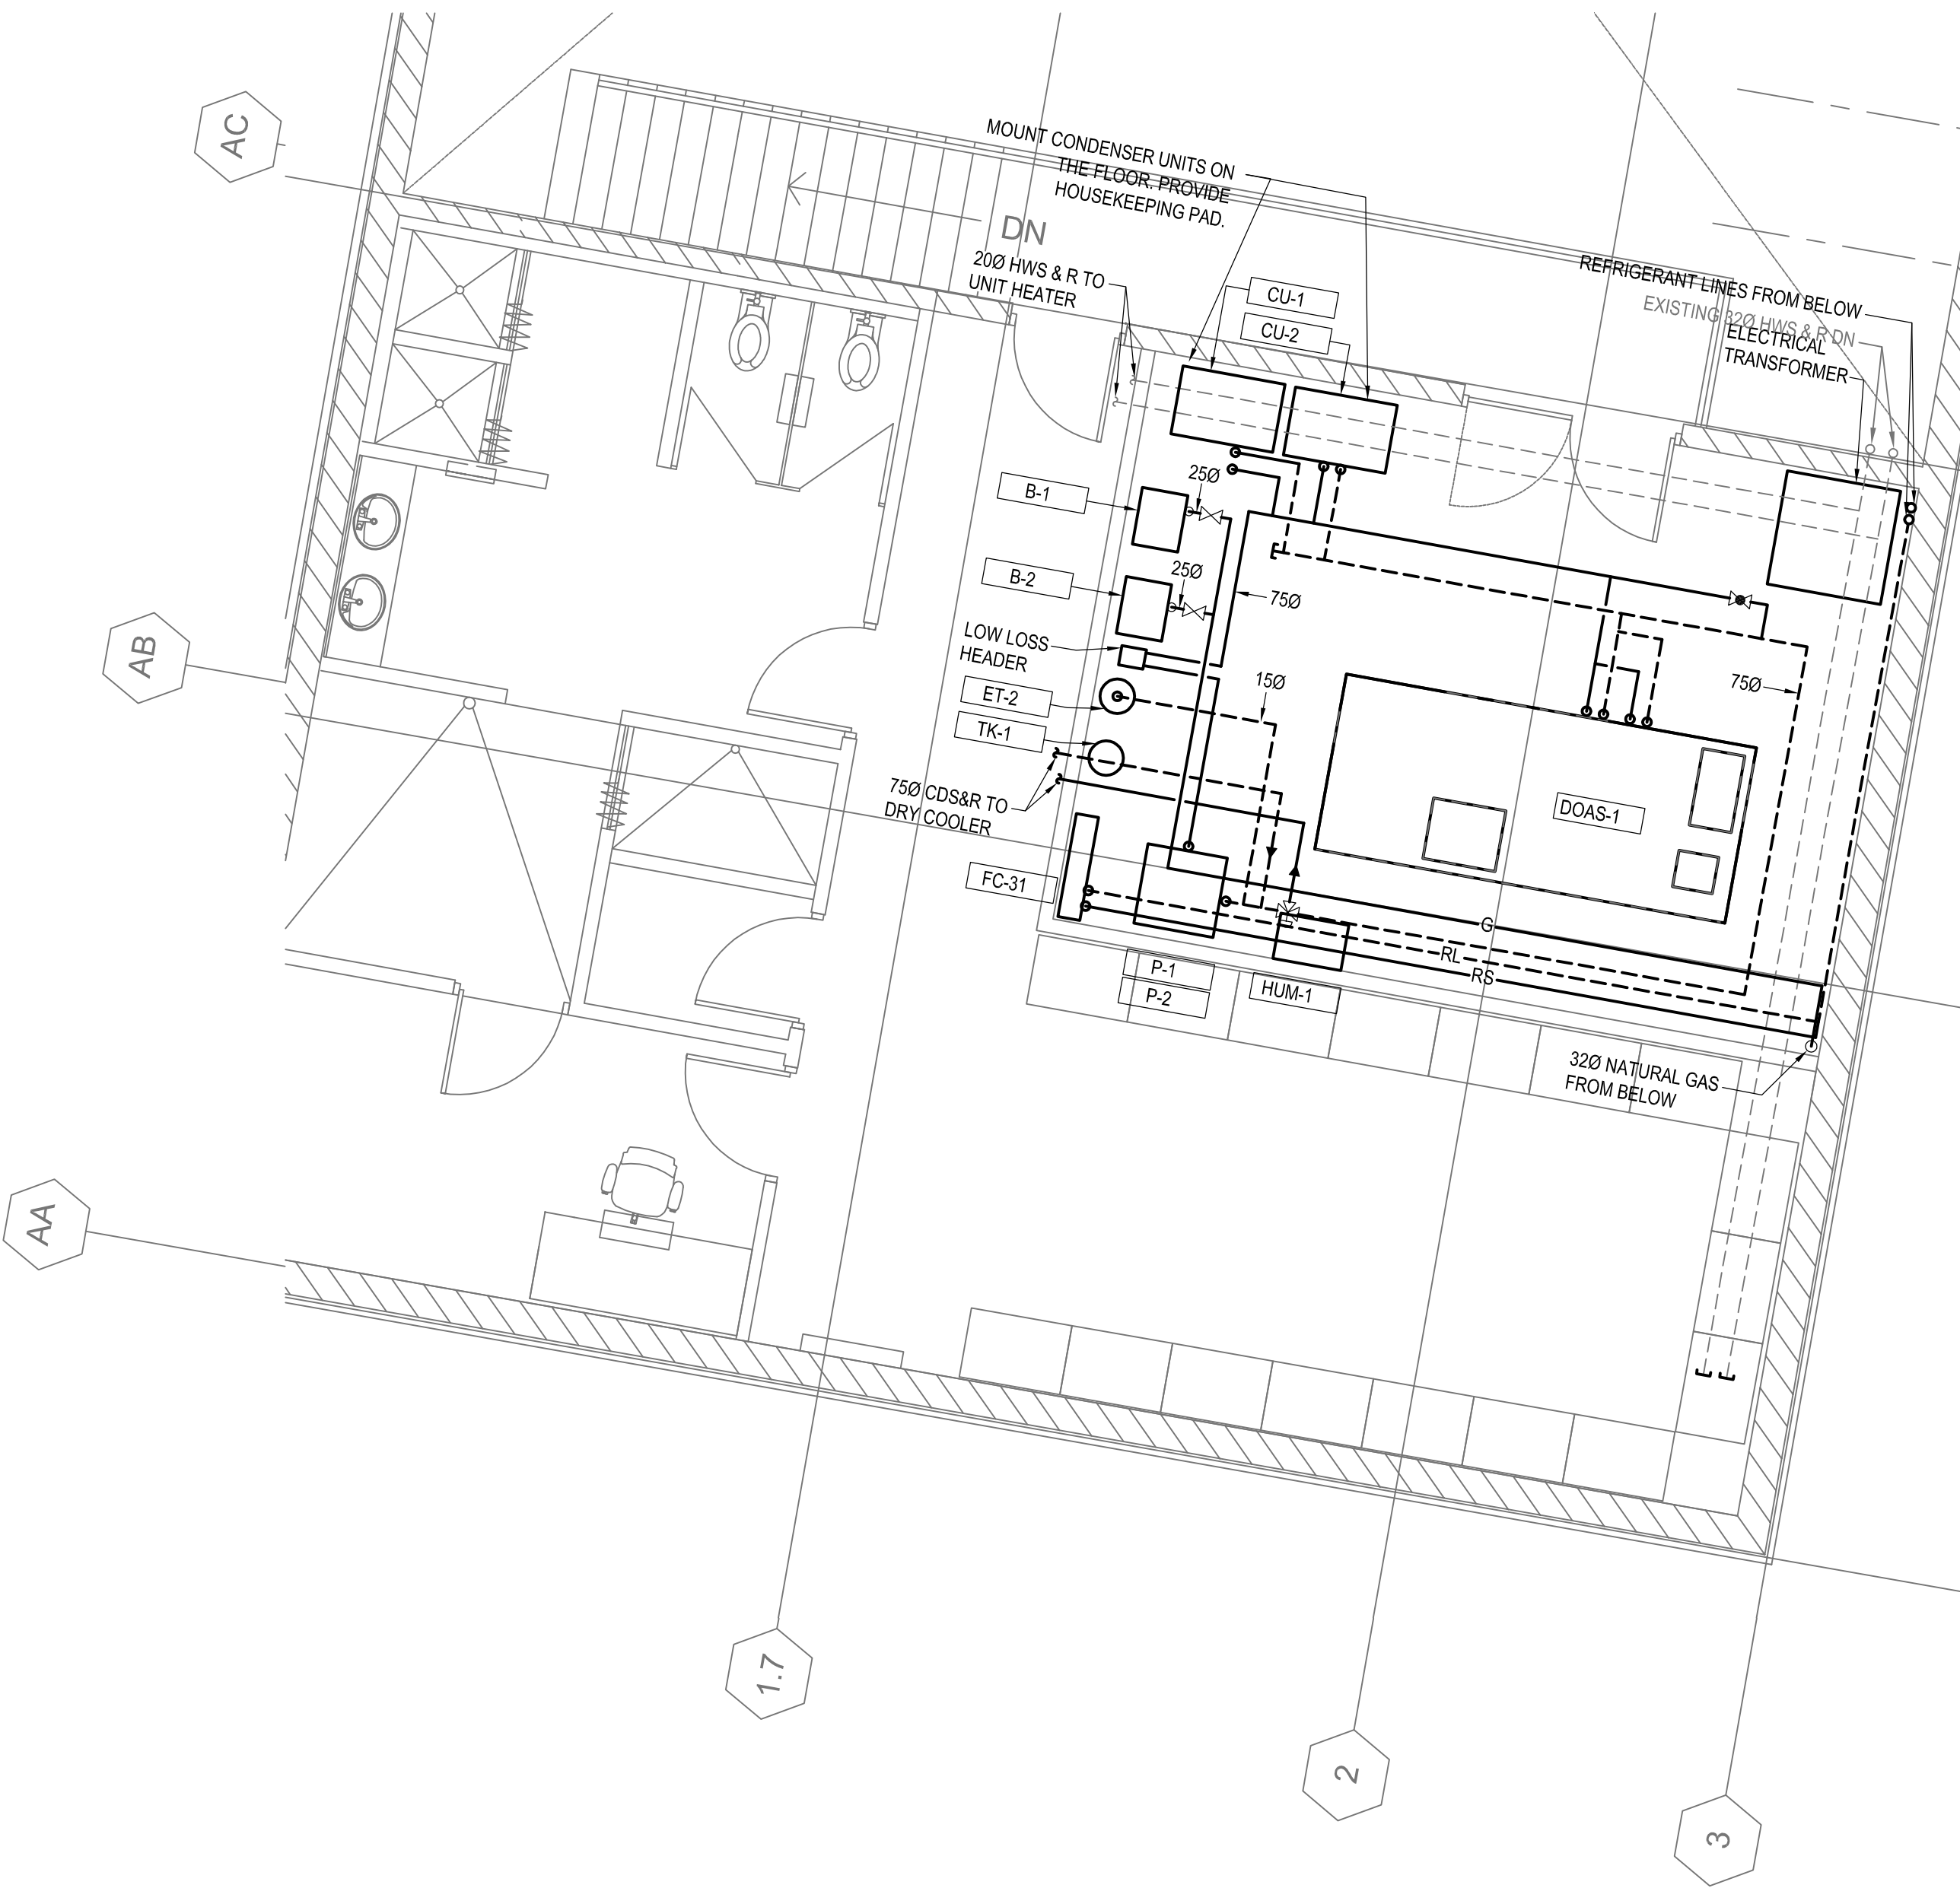 AC
MOUNT CONDENSER UNITS ON
THE FLOOR. PROVIDE
HOUSEKEEPING PAD.
DN
20Ø HWS & R TO
UNIT HEATER
CU-1
CU-2
REFRIGERANT LINES FROM BELOW
EXISTING 32Ø HWS & R DN
ELECTRICAL
TRANSFORMER
B-1
25Ø
B-2
25Ø
75Ø
LOW LOSS
HEADER
AB
ET-2
15Ø
75Ø
TK-1
75Ø CDS&R TO
DRY COOLER
DOAS-1
FC-31
G
RL
RS
P-1
P-2
HUM-1
32Ø NATURAL GAS
FROM BELOW
AA
1.7
2
3